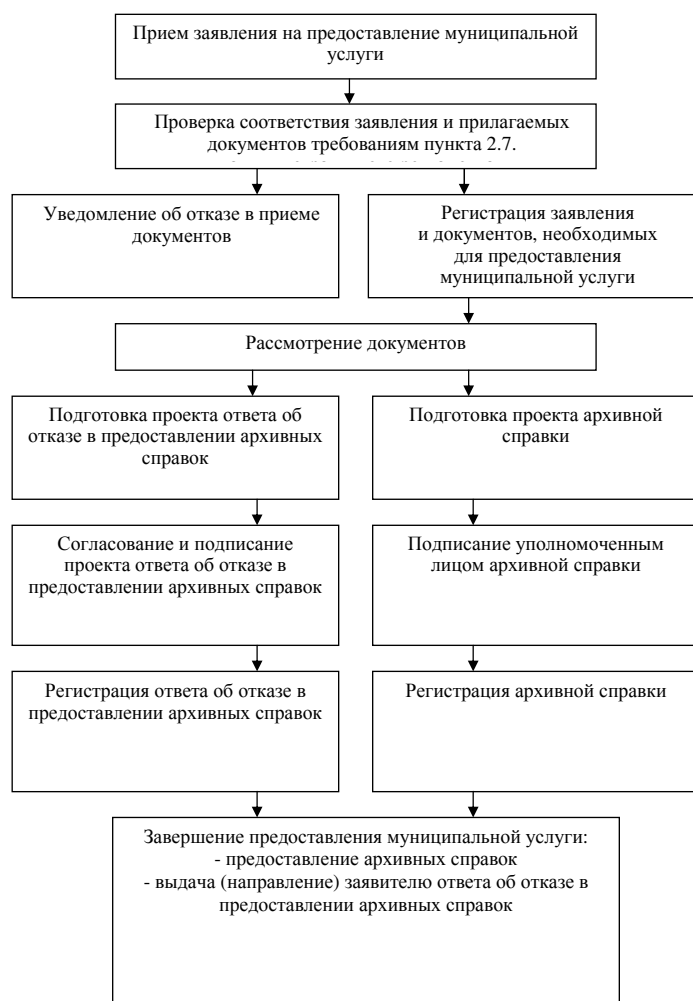 Прием заявления на предоставление муниципальной
услуги
Проверка соответствия заявления и прилагаемых
документов требованиям пункта 2.7.
Уведомление об отказе в приеме
документов
Регистрация заявления
и документов, необходимых
для предоставления
муниципальной услуги
Рассмотрение документов
Подготовка проекта ответа об
отказе в предоставлении архивных
справок
Подготовка проекта архивной
справки
Согласование и подписание
проекта ответа об отказе в
предоставлении архивных справок
Подписание уполномоченным
лицом архивной справки
Регистрация ответа об отказе в
предоставлении архивных справок
Регистрация архивной справки
Завершение предоставления муниципальной услуги:
- предоставление архивных справок
- выдача (направление) заявителю ответа об отказе в
предоставлении архивных справок